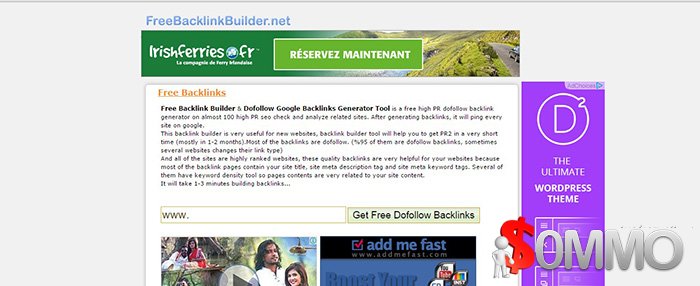 FreeBacklinkBuilder.net
Irishferries.fr
La compagnie de Ferry Irlandaise
RÉSERVEZ MAINTENANT
Free Backlinks
Free Backlink Builder & Dofollow Google Backlinks Generator Tool is a free high PR dofollow backlink
generator on almost 100 high PR seo check and analyze related sites. After generating backlinks, it will ping every
site on google.
This backlink builder is very useful for new websites, backlink builder tool will help you to get PR2 in a very short
time (mostly in 1-2 months).Most of the backlinks are dofollow. (%95 of them are dofollow backlinks, sometimes
several websites changes their link type)
And all of the sites are highly ranked websites, these quality backlinks are very helpful for your websites because
most of the backlink pages contain your site title, site meta description tag and site meta keyword tags. Several of
them have keyword density tool so pages contents are very related to your site content.
It will take 1-3 minutes building backlinks...
www.
Get Free Dofollow Backlinks
add me fast
www.addmefast.com
Boost Your
You Tube
AdChoices
D
THE
ULTIMATE
WORDPRESS
THEME
$0MMO